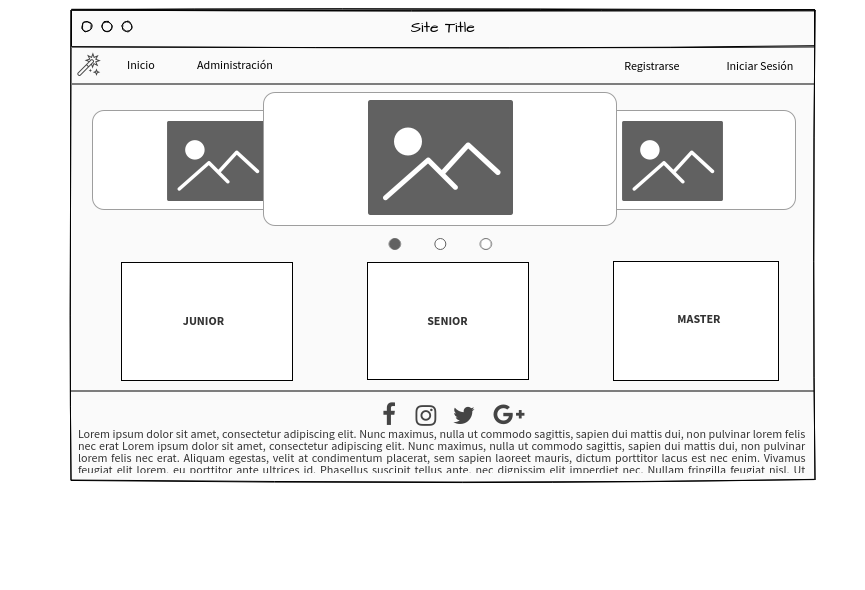 Site Title
Inicio Administración Registrarse Iniciar Sesión
JUNIOR SENIOR MASTER
Lorem ipsum dolor sit amet, consectetur adipiscing elit. Nunc maximus, nulla ut commodo sagittis, sapien dui mattis dui, non pulvinar lorem felis
nec erat Lorem ipsum dolor sit amet, consectetur adipiscing elit. Nunc maximus, nulla ut commodo sagittis, sapien dui mattis dui, non pulvinar
lorem felis nec erat. Aliquam egestas, velit at condimentum placerat, sem sapien laoreet mauris, dictum porttitor lacus est nec enim. Vivamus
feugiat elit lorem, eu porttitor ante ultrices id. Phasellus suscipit tellus ante, nec dignissim elit imperdiet nec. Nullam fringilla feugiat nisl. Ut